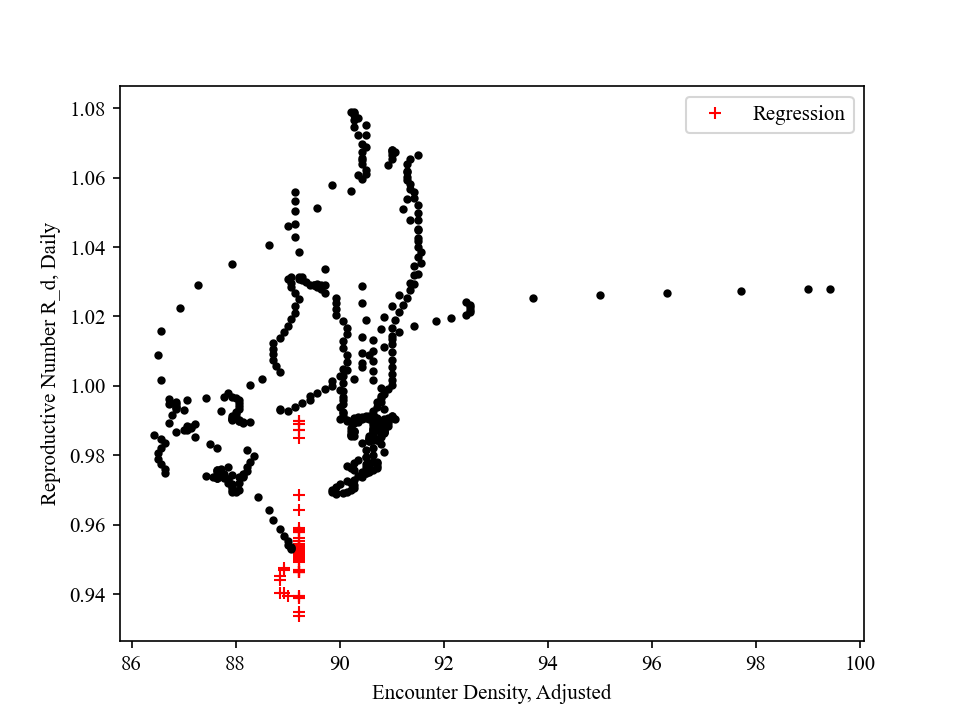 Regression
Reproductive Number R_d, Daily
1.08
1.06
1.04
1.02
1.00
0.98
0.96
0.94
86 88 90 92 94 96 98 100
Encounter Density, Adjusted